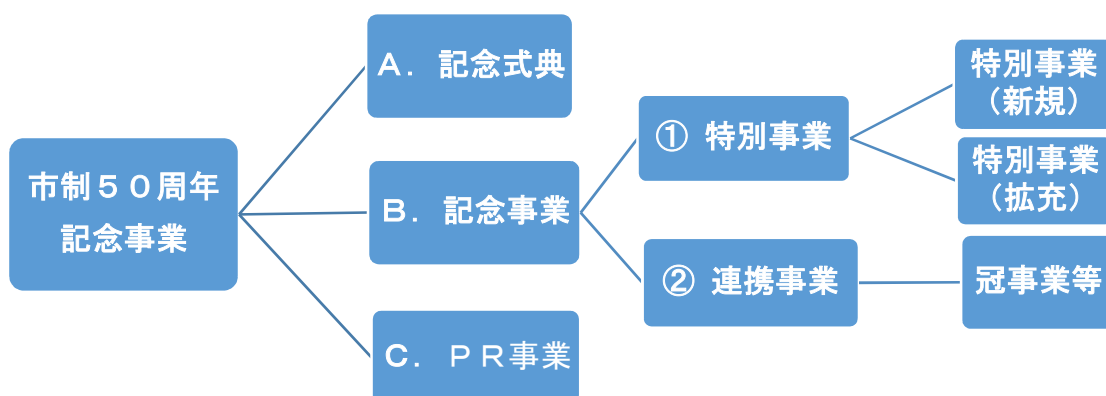 市制５０周年
記念事業
Ａ．記念式典
Ｂ．記念事業
Ｃ．ＰＲ事業
① 特別事業
② 連携事業
特別事業
（新規）
特別事業
（拡充）
冠事業等